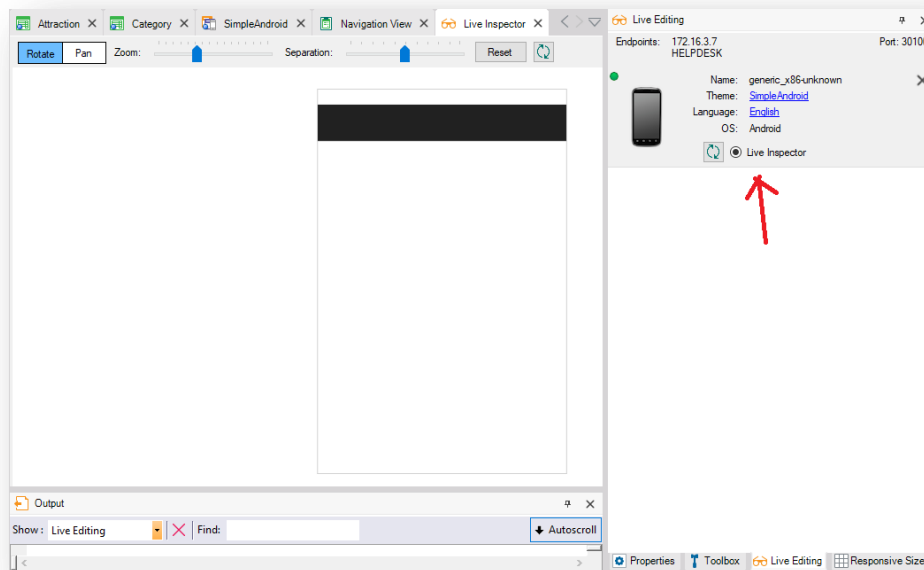 Attraction Category SimpleAndroid Navigation View Live Inspector
Rotate Pan Zoom: Separation: Reset
Output
Show : Live Editing Find: Autoscroll
Live Editing
Endpoints: 172.16.3.7 Port: 30100
HELPDESK
Name: generic_x86-unknown
Theme: SimpleAndroid
Language: English
OS: Android
Live Inspector
Properties Toolbox Live Editing Responsive Size